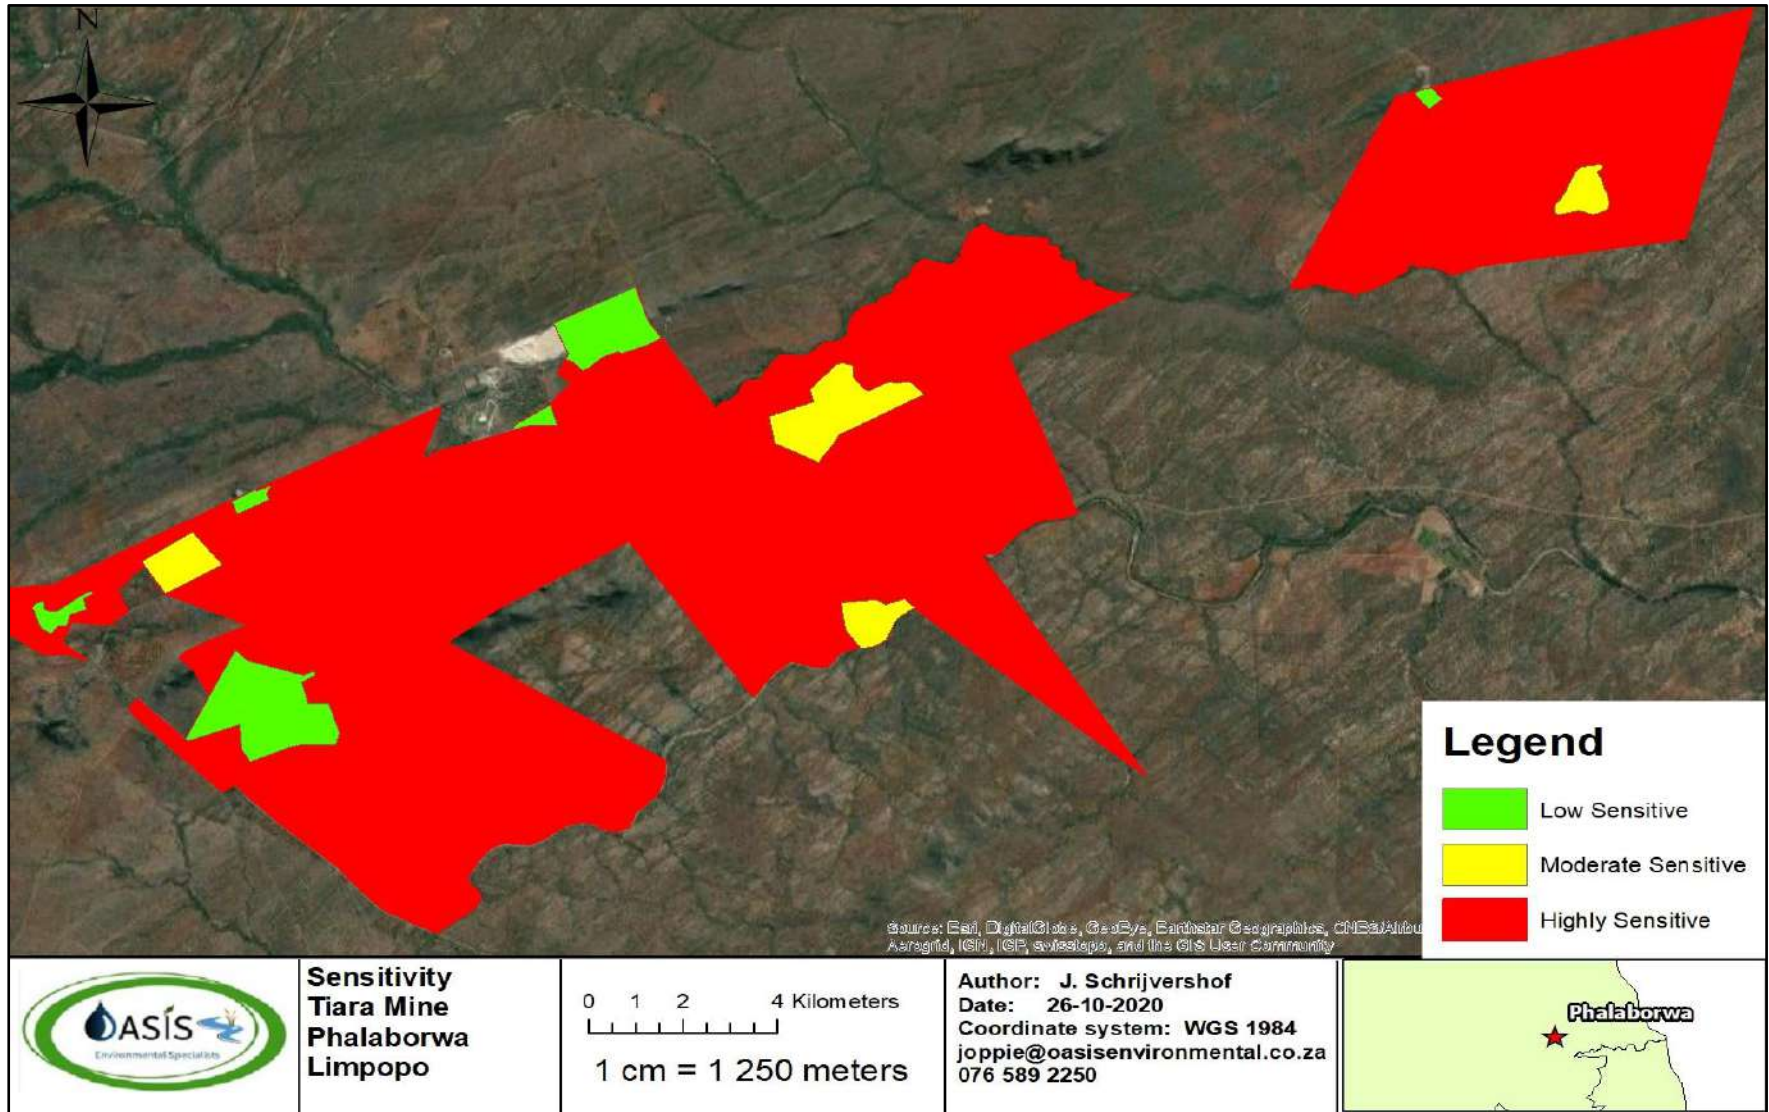 N
Legend
Low Sensitive
Moderate Sensitive
Highly Sensitive
Source: Esri, DigitalGlobe, GeoEye, Earthstar Geographics, CNES/Airbu
Aerogrid, IGN, IGP, swisstopo, and the GIS User Community
OASIS
Environmental Specialists
Sensitivity
Tiara Mine
Phalaborwa
Limpopo
0 1 2 4 Kilometers
1 cm = 1 250 meters
Author: J. Schrijvershof
Date: 26-10-2020
Coordinate system: WGS 1984
joppie@oasisenvironmental.co.za
076 589 2250
Phalaborwa